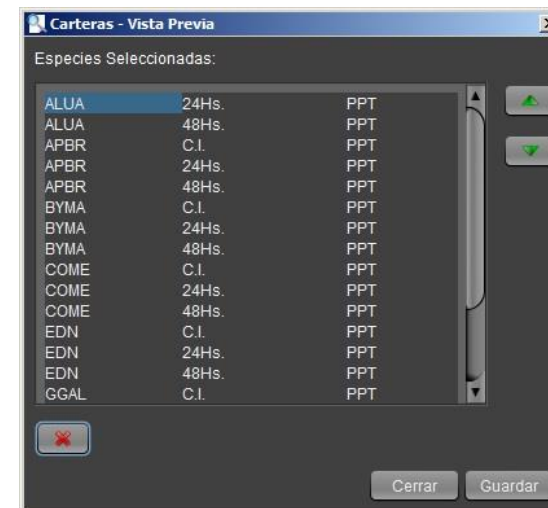 Carteras - Vista Previa
Especies Seleccionadas:
ALUA 24Hs. PPT
ALUA 48Hs. PPT
APBR C.I. PPT
APBR 24Hs. PPT
APBR 48Hs. PPT
BYMA C.I. PPT
BYMA 24Hs. PPT
BYMA 48Hs. PPT
COME C.I. PPT
COME 24Hs. PPT
COME 48Hs. PPT
EDN C.I. PPT
EDN 24Hs. PPT
EDN 48Hs. PPT
GGAL C.I. PPT
Cerrar Guardar